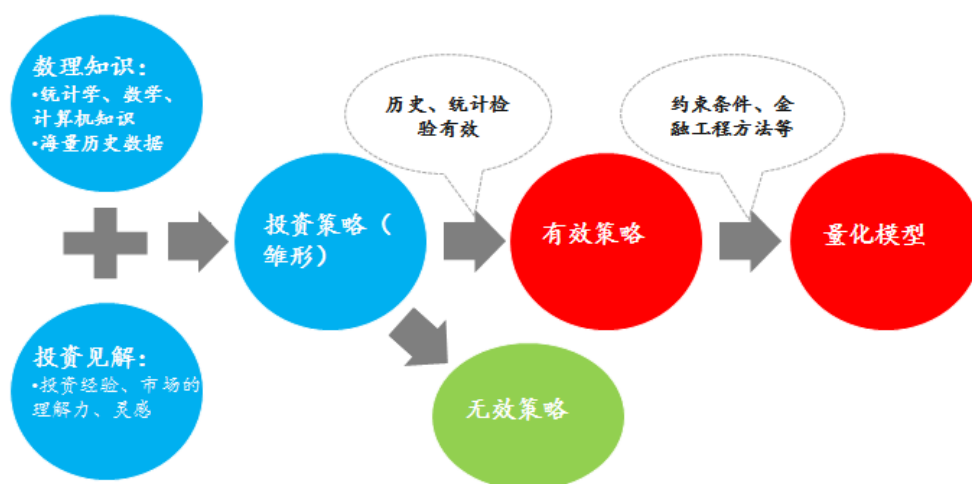 数理知识：
•统计学、数学、
计算机知识
•海量历史数据
投资见解：
•投资经验、市场的
理解力、灵感
投资策略（
雏形）
历史、统计检
验有效
有效策略
无效策略
约束条件、金
融工程方法等
量化模型